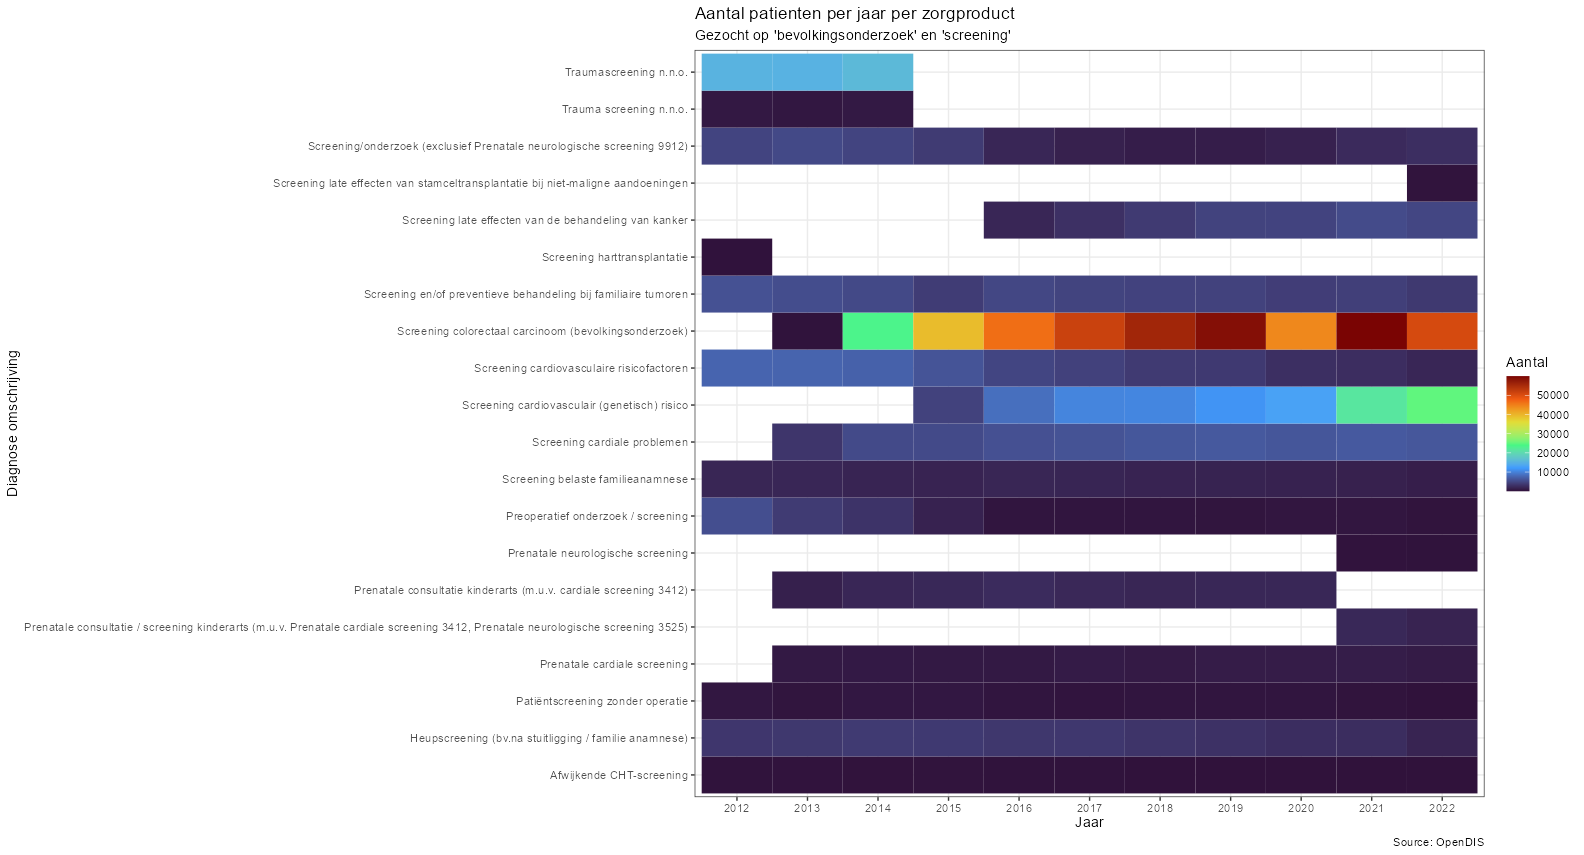 Aantal patienten per jaar per zorgproduct
Gezocht op 'bevolkingsonderzoek' en 'screening'
Traumascreening n.n.o.
Trauma screening n.n.o.
Screening/onderzoek (exclusief Prenatale neurologische screening 9912)
Screening late effecten van stamceltransplantatie bij niet-maligne aandoeningen
Screening late effecten van de behandeling van kanker
Screening harttransplantatie
Screening en/of preventieve behandeling bij familiaire tumoren
Screening colorectaal carcinoom (bevolkingsonderzoek)
Screening cardiovasculaire risicofactoren
Screening cardiovasculair (genetisch) risico
Screening cardiale problemen
Screening belaste familieanamnese
Preoperatief onderzoek / screening
Prenatale neurologische screening
Prenatale consultatie kinderarts (m.u.v. cardiale screening 3412)
Prenatale consultatie / screening kinderarts (m.u.v. Prenatale cardiale screening 3412, Prenatale neurologische screening 3525)
Prenatale cardiale screening
Patiëntscreening zonder operatie
Heupscreening (bv.na stuitligging / familie anamnese)
Afwijkende CHT-screening
Diagnose omschrijving
2012 2013 2014 2015 2016 2017 2018 2019 2020 2021 2022
Jaar
Aantal
50000
40000
30000
20000
10000
Source: OpenDIS